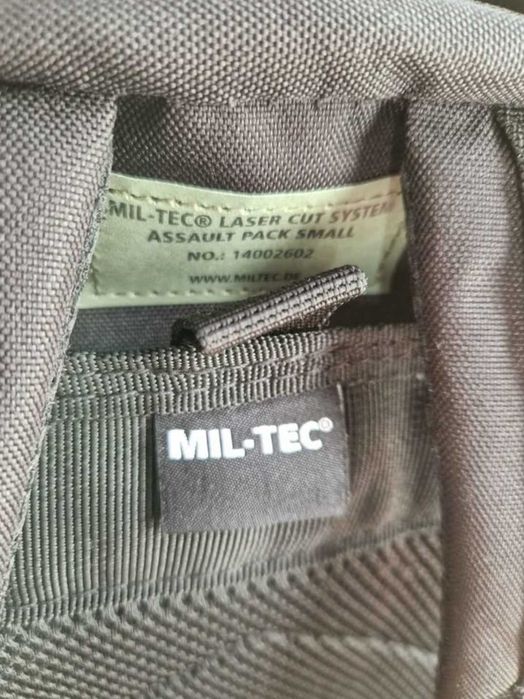 MIL-TEC® LASER CUT SYSTEM
ASSAULT PACK SMALL
NO.: 14002602
WWW.MILTEC.DE
MIL-TEC®